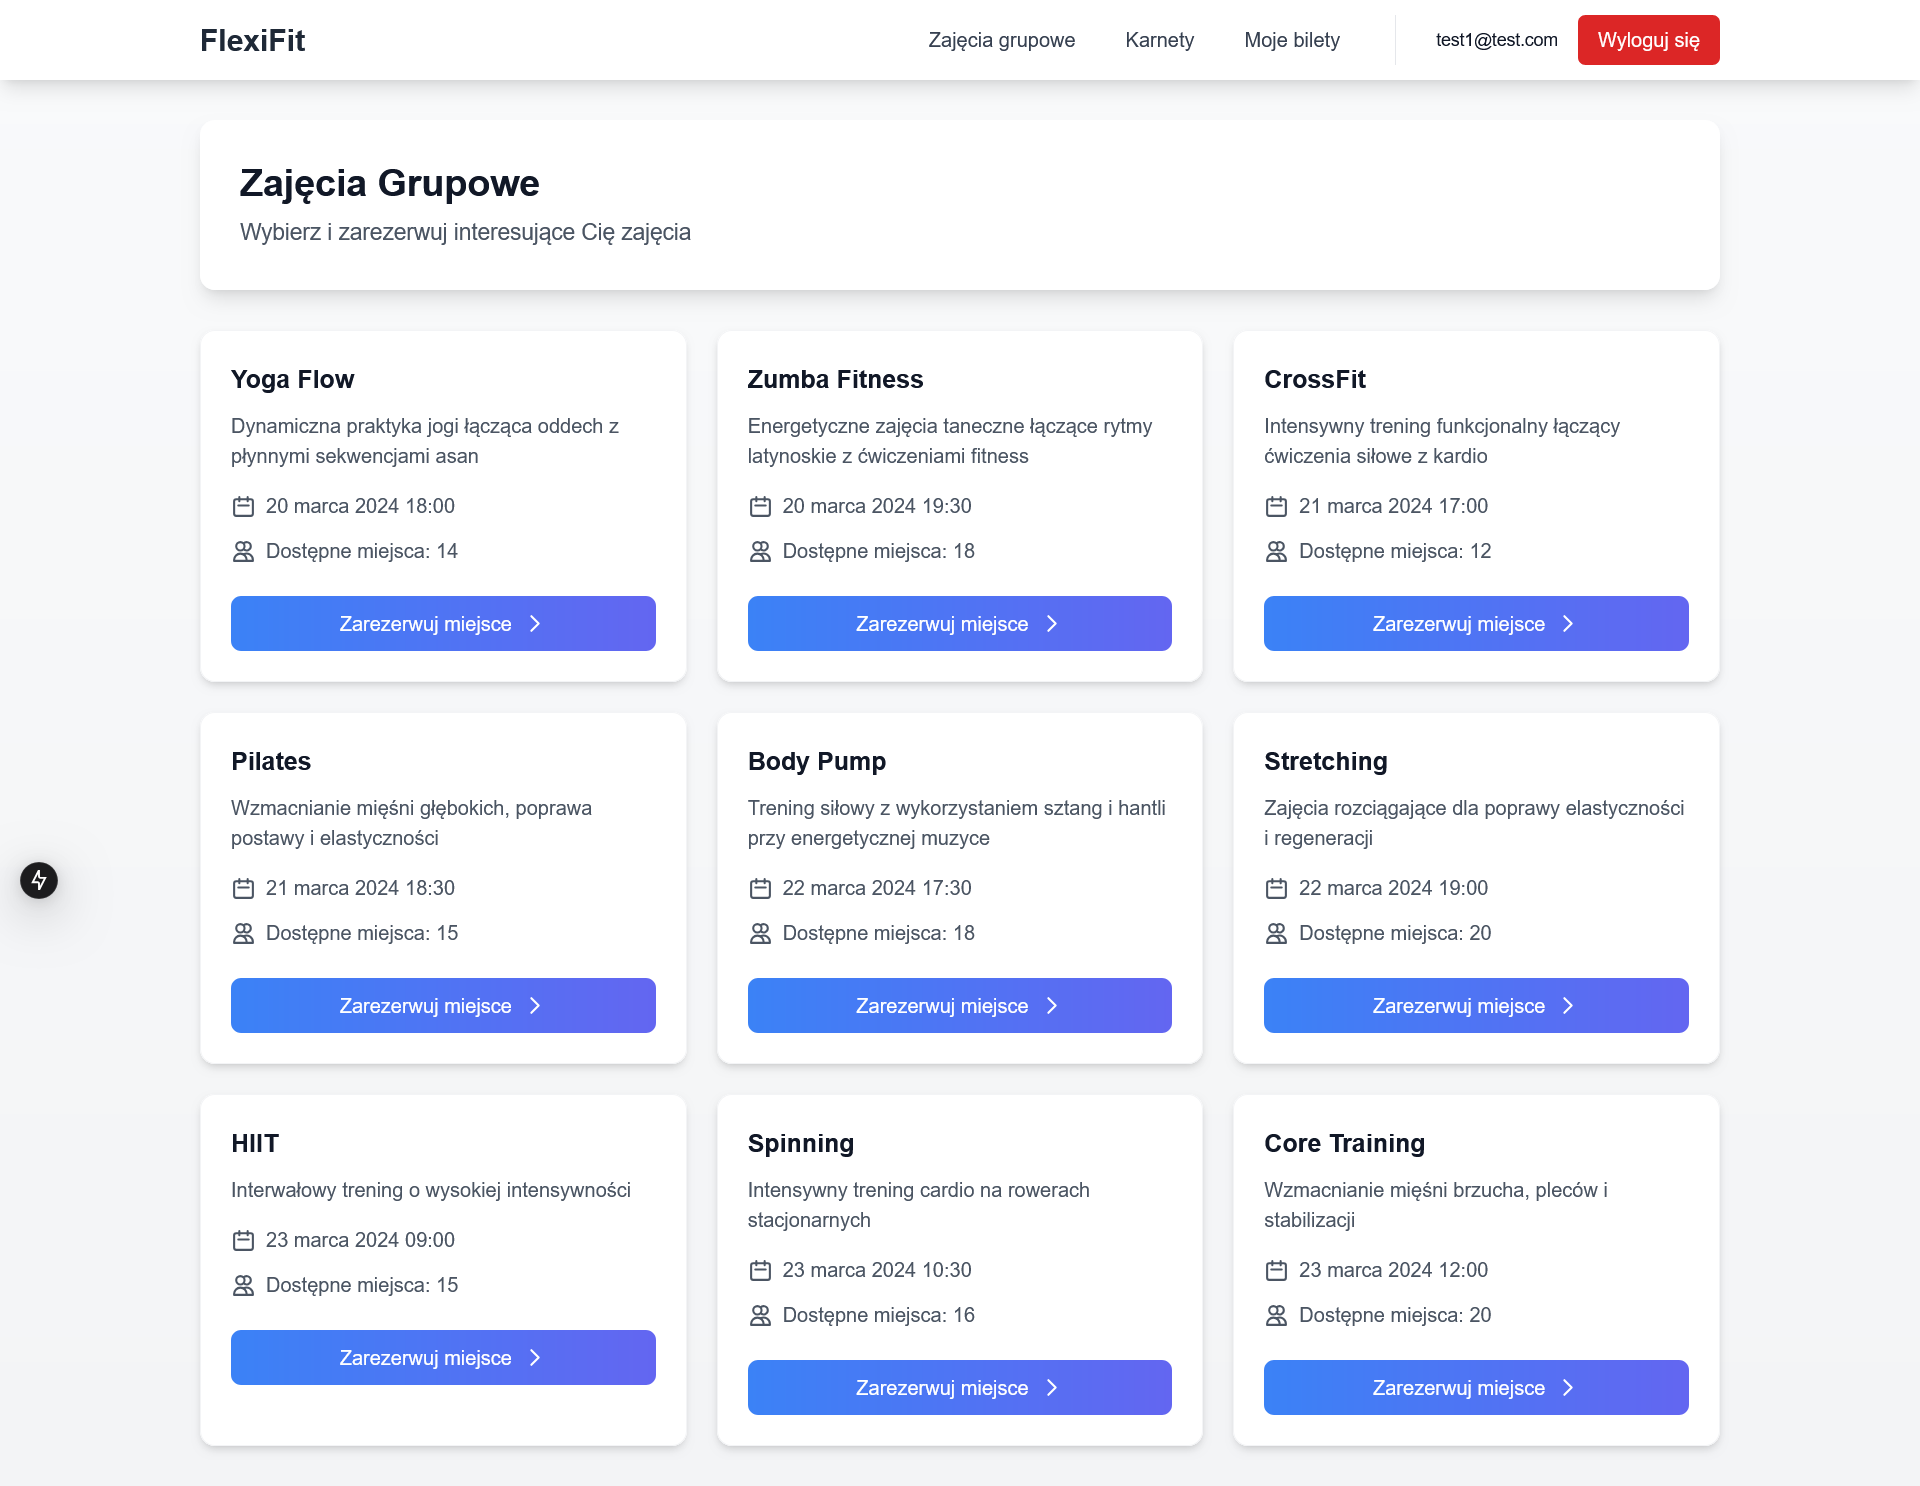 FlexiFit
Zajęcia grupowe
Karnety
Moje bilety
test1@test.com
Wyloguj się
Zajęcia Grupowe
Wybierz i zarezerwuj interesujące Cię zajęcia
Yoga Flow
Dynamiczna praktyka jogi łącząca oddech z
płynnymi sekwencjami asan
20 marca 2024 18:00
Dostępne miejsca: 14
Zarezerwuj miejsce
Zumba Fitness
Energetyczne zajęcia taneczne łączące rytmy
latynoskie z ćwiczeniami fitness
20 marca 2024 19:30
Dostępne miejsca: 18
Zarezerwuj miejsce
CrossFit
Intensywny trening funkcjonalny łączący
ćwiczenia siłowe z kardio
21 marca 2024 17:00
Dostępne miejsca: 12
Zarezerwuj miejsce
Pilates
Wzmacnianie mięśni głębokich, poprawa
postawy i elastyczności
21 marca 2024 18:30
Dostępne miejsca: 15
Zarezerwuj miejsce
Body Pump
Trening siłowy z wykorzystaniem sztang i hantli
przy energetycznej muzyce
22 marca 2024 17:30
Dostępne miejsca: 18
Zarezerwuj miejsce
Stretching
Zajęcia rozciągające dla poprawy elastyczności
i regeneracji
22 marca 2024 19:00
Dostępne miejsca: 20
Zarezerwuj miejsce
HIIT
Interwałowy trening o wysokiej intensywności
23 marca 2024 09:00
Dostępne miejsca: 15
Zarezerwuj miejsce
Spinning
Intensywny trening cardio na rowerach
stacjonarnych
23 marca 2024 10:30
Dostępne miejsca: 16
Zarezerwuj miejsce
Core Training
Wzmacnianie mięśni brzucha, pleców i
stabilizacji
23 marca 2024 12:00
Dostępne miejsca: 20
Zarezerwuj miejsce